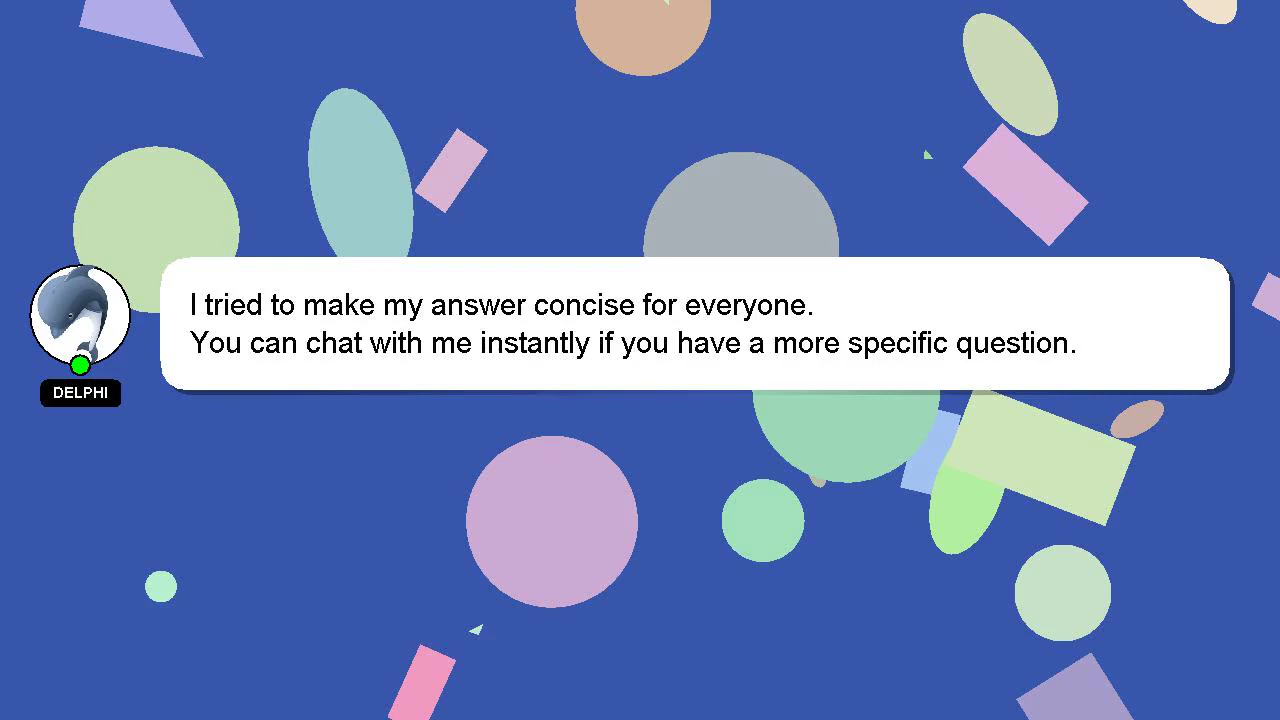 I tried to make my answer concise for everyone.
You can chat with me instantly if you have a more specific question.
DELPHI